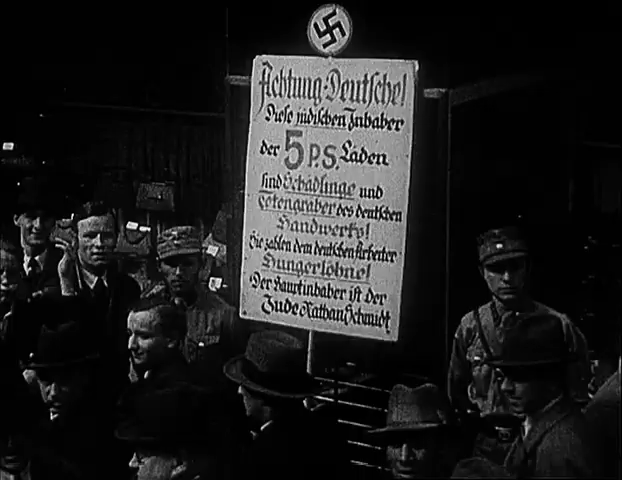 Achtung-Deutsche!
Diese jüdischen Inhaber
der 5 P.S. Laden
sind Schädlinge und
Totengräber des deutschen
Handwerks!
Sie zahlen dem deutschen Arbeiter
Hungerlöhne!
Der Hauptinhaber ist der
Jude Nathan Schmidt